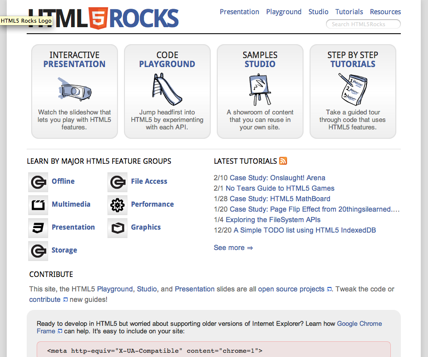 HTML5ROCKS
HTML5 Rocks Logo
Presentation Playground Studio Tutorials Resources
Search HTML5Rocks
INTERACTIVE
PRESENTATION
Watch the slideshow that
lets you play with HTML5
features.
CODE
PLAYGROUND
Jump headfirst into
HTML5 by experimenting
with each API.
SAMPLES
STUDIO
A showroom of content
that you can reuse in
your own site.
STEP BY STEP
TUTORIALS
Take a guided tour
through code that uses
HTML5 features.
LEARN BY MAJOR HTML5 FEATURE GROUPS
Offline
File Access
Multimedia
Performance
Presentation
Graphics
Storage
LATEST TUTORIALS
2/10 Case Study: Onslaught! Arena
2/1 No Tears Guide to HTML5 Games
1/28 Case Study: HTML5 MathBoard
1/20 Case Study: Page Flip Effect from 20thingsilearned....
1/4 Exploring the FileSystem APIs
12/20 A Simple TODO list using HTML5 IndexedDB
See more ⇒
CONTRIBUTE
This site, the HTML5 Playground, Studio, and Presentation slides are all open source projects. Tweak the code or
contribute new guides!
Ready to develop in HTML5 but worried about supporting older versions of Internet Explorer? Learn how Google Chrome
Frame can help. It's easy to include on your site:
<meta http-equiv="X-UA-Compatible" content="chrome=1">